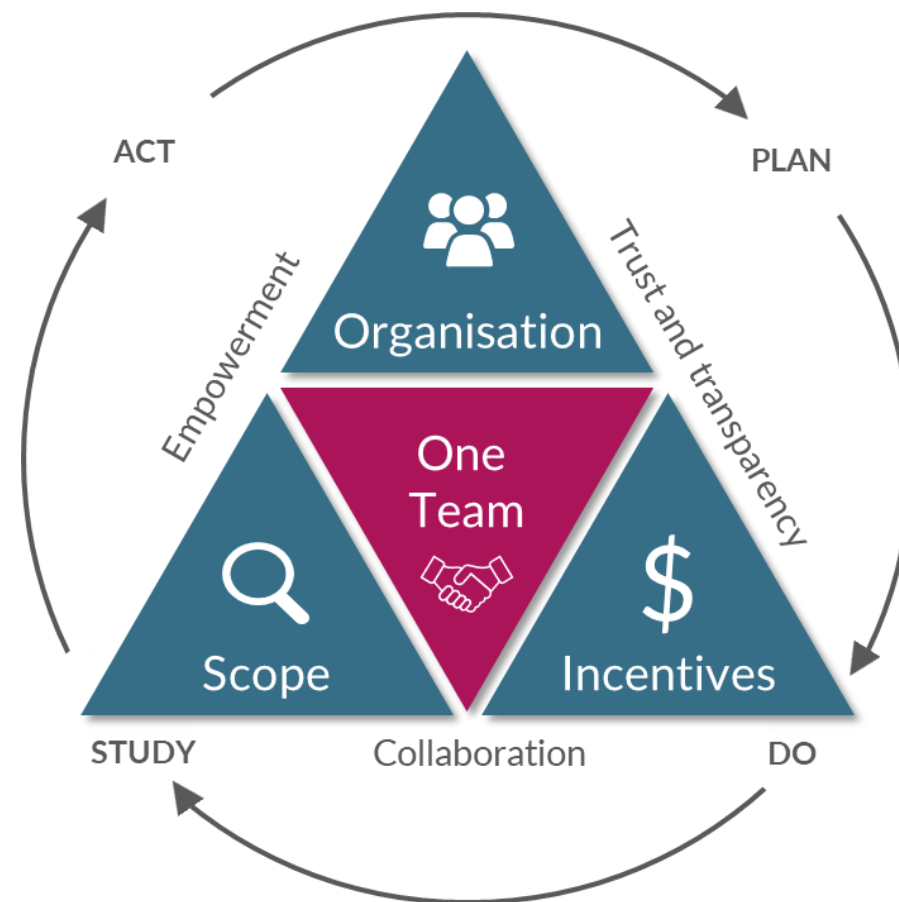 ACT
PLAN
Empowerment
Trust and transparency
Organisation
One
Team
$
Scope
Incentives
STUDY
Collaboration
DO